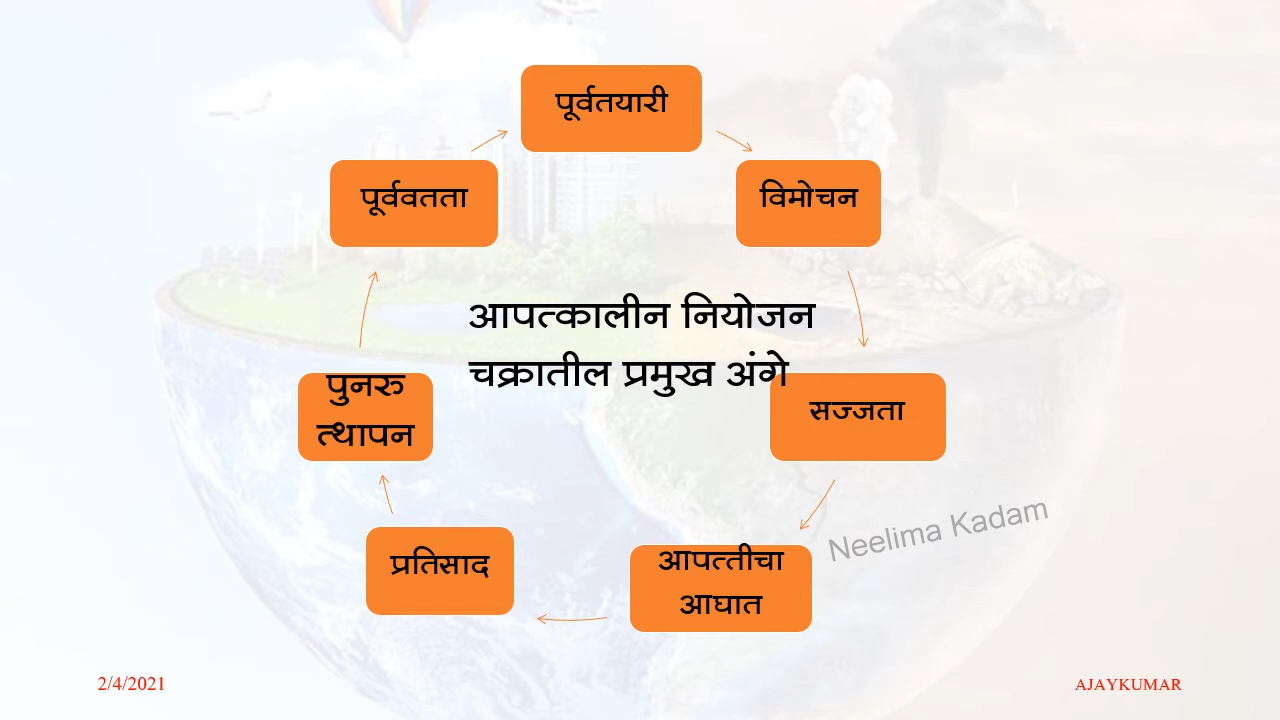 पूर्वतयारी
पूर्ववतता
विमोचन
आपत्कालीन नियोजन
चक्रातील प्रमुख अंगे
पुनरु
त्थापन
सज्जता
प्रतिसाद
आपत्तीचा
आघात
Neelima Kadam
2/4/2021
AJAYKUMAR